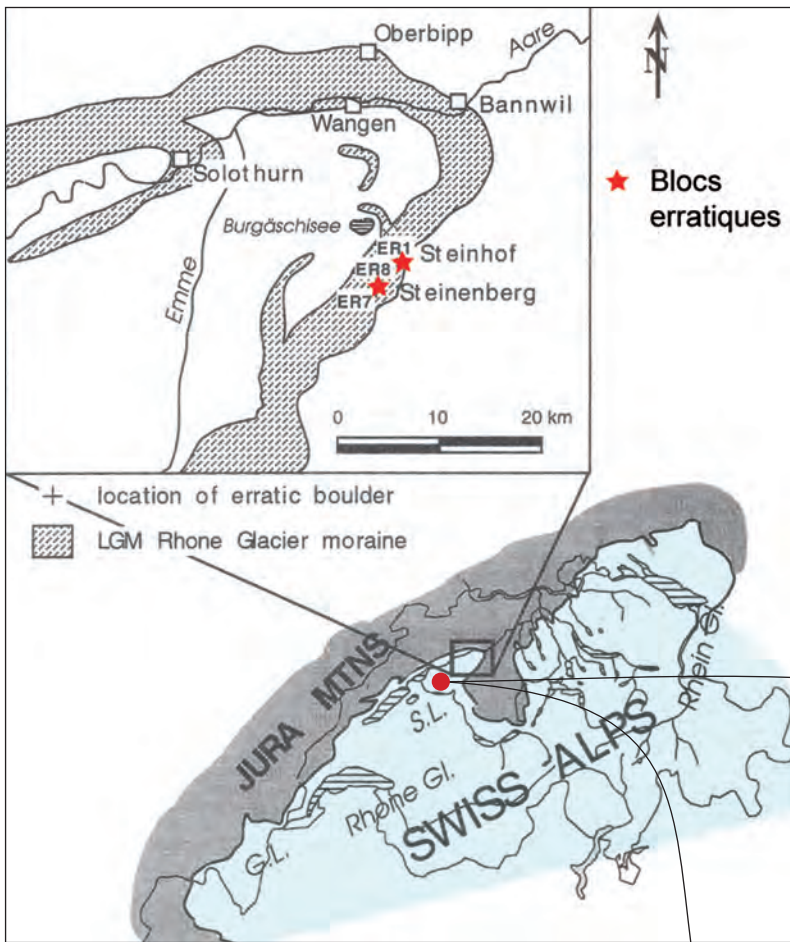 Oberbipp
Aare
N
Bannwil
Wangen
Solothurn
Blocs
erratiques
Burgäschisee
ER1 Steinhof
ER8
ER7 Steinenberg
Emme
0 10 20 km
+ location of erratic boulder
LGM Rhone Glacier moraine
JURA MTNS
S.L.
Rhein Gl.
Rhône Gl.
SWISS ALPS
G.L.